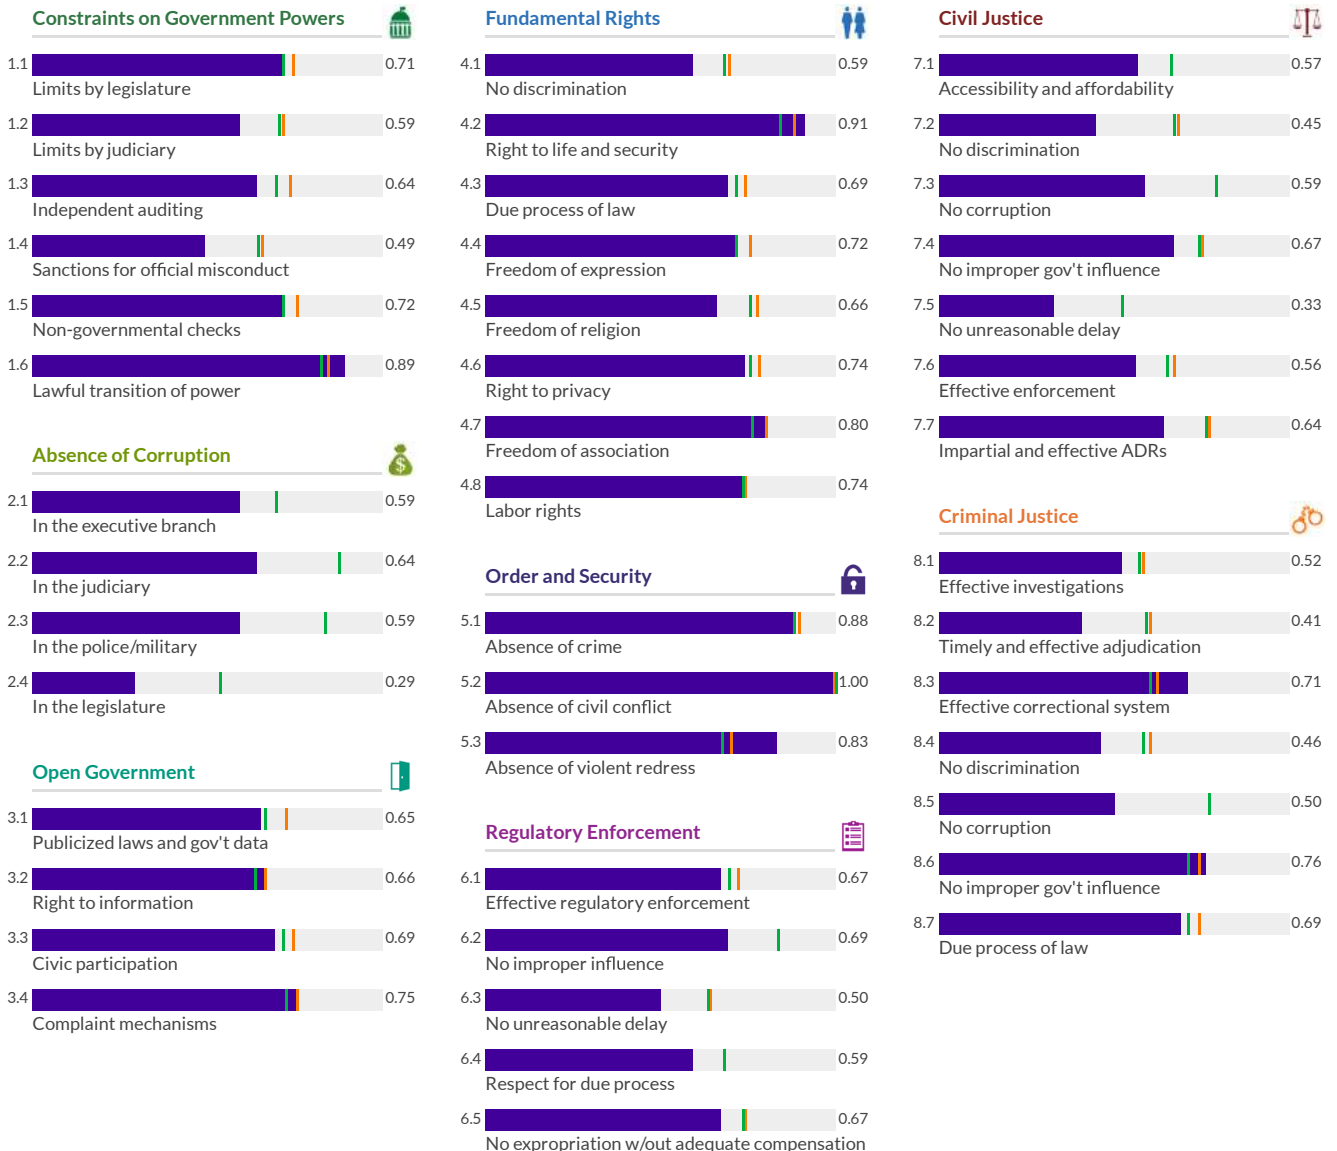 Constraints on Government Powers
1.1 0.71
Limits by legislature
1.2 0.59
Limits by judiciary
1.3 0.64
Independent auditing
1.4 0.49
Sanctions for official misconduct
1.5 0.72
Non-governmental checks
1.6 0.89
Lawful transition of power
Absence of Corruption
$
2.1 0.59
In the executive branch
2.2 0.64
In the judiciary
2.3 0.59
In the police/military
2.4 0.29
In the legislature
Open Government
3.1 0.65
Publicized laws and gov't data
3.2 0.66
Right to information
3.3 0.69
Civic participation
3.4 0.75
Complaint mechanisms
Fundamental Rights
4.1 0.59
No discrimination
4.2 0.91
Right to life and security
4.3 0.69
Due process of law
4.4 0.72
Freedom of expression
4.5 0.66
Freedom of religion
4.6 0.74
Right to privacy
4.7 0.80
Freedom of association
4.8 0.74
Labor rights
Order and Security
5.1 0.88
Absence of crime
5.2 1.00
Absence of civil conflict
5.3 0.83
Absence of violent redress
Regulatory Enforcement
6.1 0.67
Effective regulatory enforcement
6.2 0.69
No improper influence
6.3 0.50
No unreasonable delay
6.4 0.59
Respect for due process
6.5 0.67
No expropriation w/out adequate compensation
Civil Justice
7.1 0.57
Accessibility and affordability
7.2 0.45
No discrimination
7.3 0.59
No corruption
7.4 0.67
No improper gov't influence
7.5 0.33
No unreasonable delay
7.6 0.56
Effective enforcement
7.7 0.64
Impartial and effective ADRs
Criminal Justice
8.1 0.52
Effective investigations
8.2 0.41
Timely and effective adjudication
8.3 0.71
Effective correctional system
8.4 0.46
No discrimination
8.5 0.50
No corruption
8.6 0.76
No improper gov't influence
8.7 0.69
Due process of law